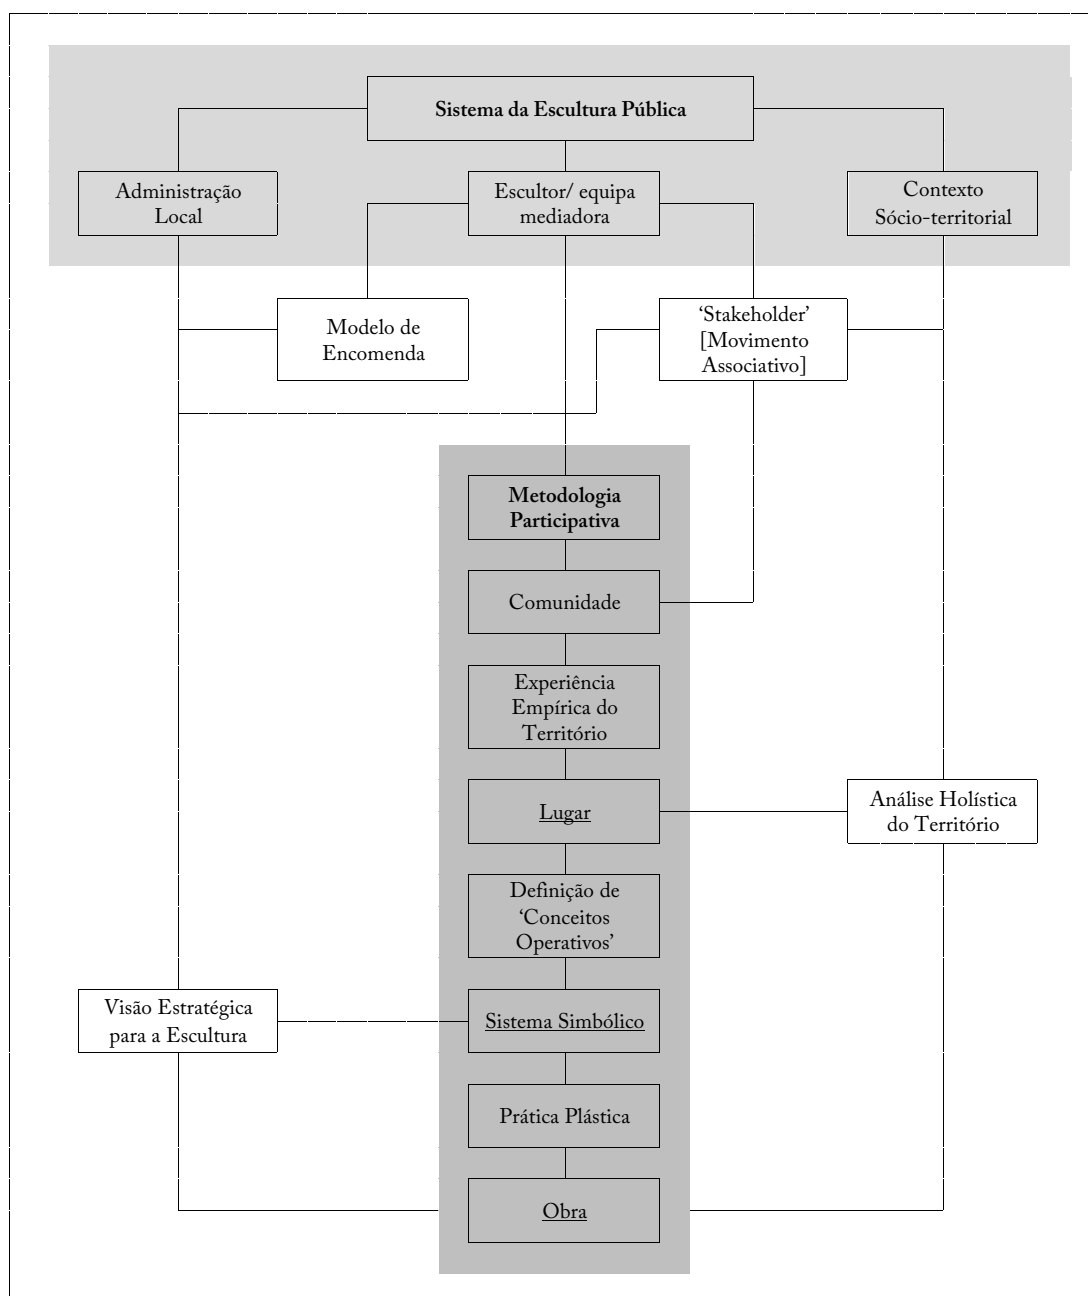 Sistema da Escultura Pública
Administração
Local
Escultor/ equipa
mediadora
Contexto
Sócio-territorial
Modelo de
Encomenda
‘Stakeholder’
[Movimento
Associativo]
Metodologia
Participativa
Comunidade
Experiência
Empírica do
Território
Lugar
Análise Holística
do Território
Definição de
‘Conceitos
Operativos’
Visão Estratégica
para a Escultura
Sistema Simbólico
Prática Plástica
Obra